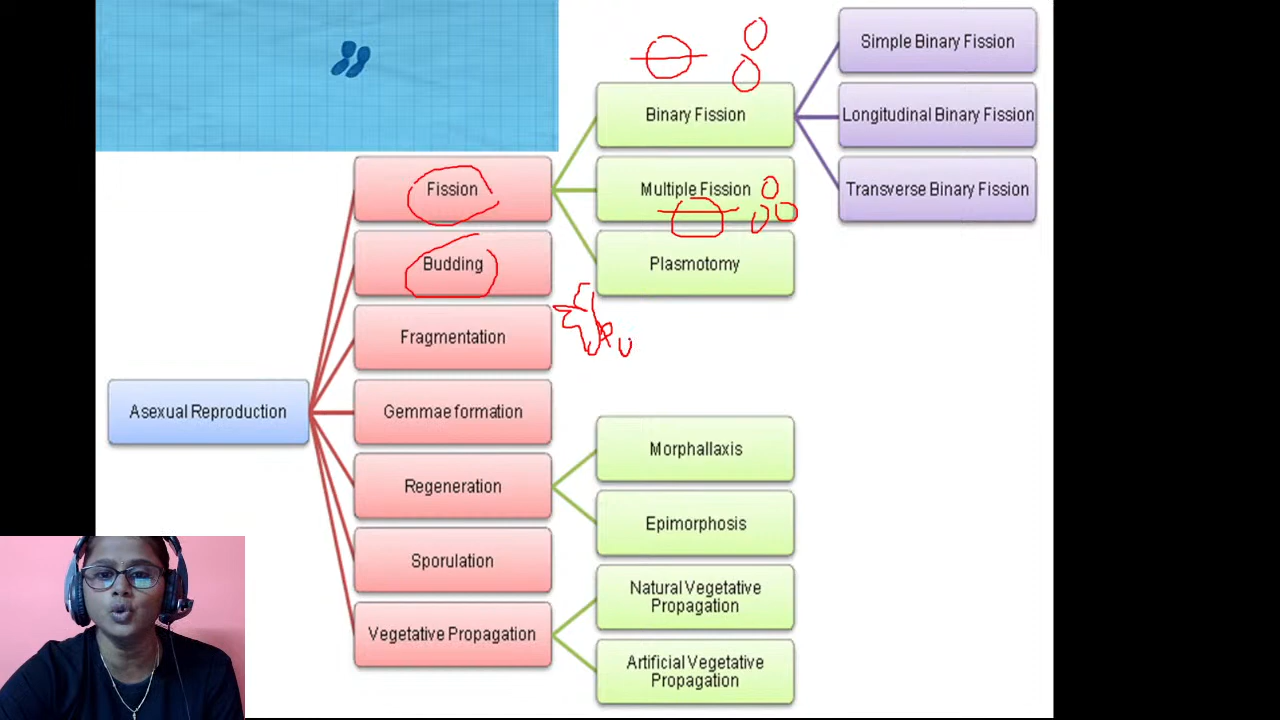 Asexual Reproduction
Fission
Budding
Fragmentation
Gemmae formation
Regeneration
Sporulation
Vegetative Propagation
Binary Fission
Multiple Fission
Plasmotomy
Morphallaxis
Epimorphosis
Natural Vegetative
Propagation
Artificial Vegetative
Propagation
Simple Binary Fission
Longitudinal Binary Fission
Transverse Binary Fission